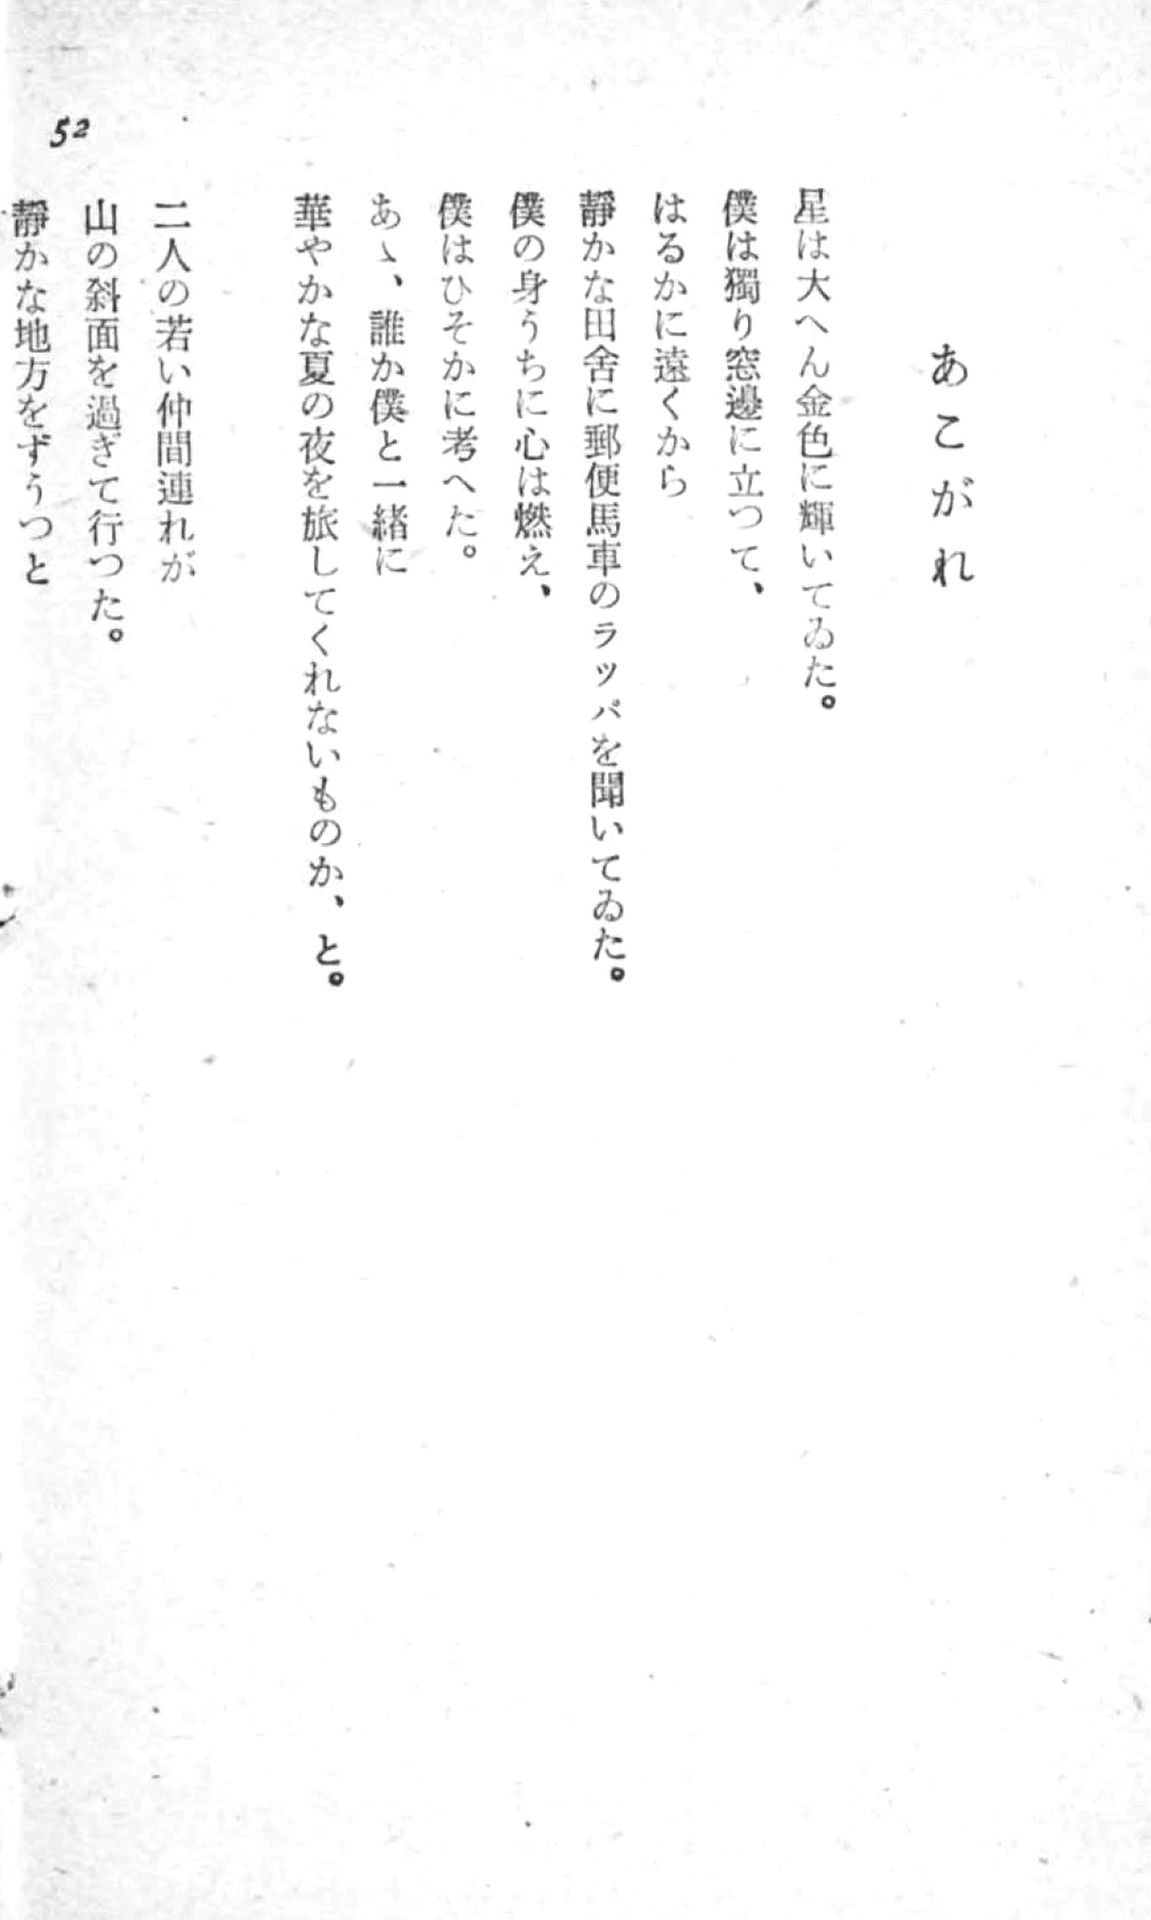 52
あこがれ
星は大へん金色に輝いてゐた。
僕は獨り窓邊に立つて、
はるかに遠くから
靜かな田舍に郵便馬車のラッパを聞いてゐた。
僕の身うちに心は燃え、
僕はひそかに考へた。
あゝ、誰か僕と一緒に
華やかな夏の夜を旅してくれないものか、と。
二人の若い仲間連れが
山の斜面を過ぎて行つた。
靜かな地方をずうつと